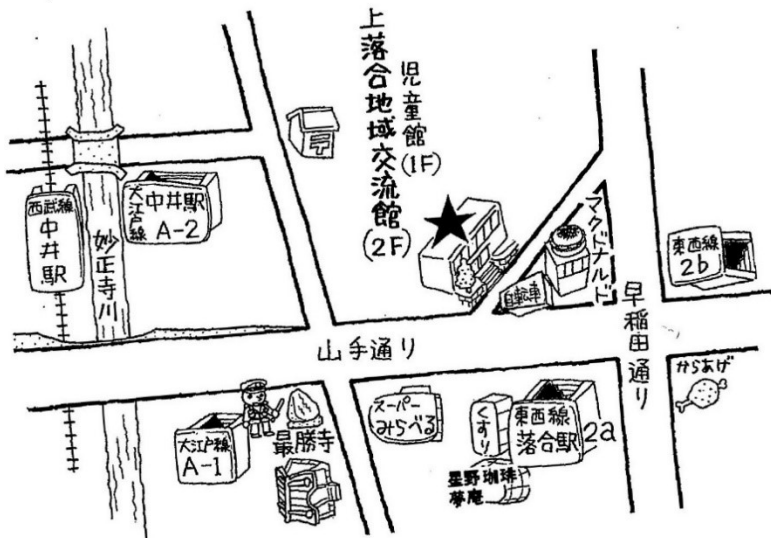 上落合地域交流館
(2F)
児童館
(1F)
西武線
中井駅
妙正寺川
大江戸線
中井駅
A-2
マクドナルド
自転車
東西線
2b
早稲田通り
山手通り
からあげ
大江戸線
A-1
最勝寺
スーパー
みらべる
くすり
東西線
落合駅
2a
星野珈琲
夢庵